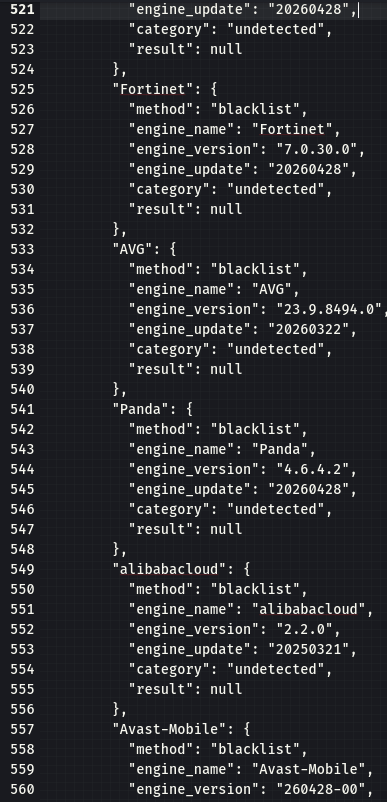 521 "engine_update": "20260428",
522 "category": "undetected",
523 "result": null
524 },
525 "Fortinet": {
526 "method": "blacklist",
527 "engine_name": "Fortinet",
528 "engine_version": "7.0.30.0",
529 "engine_update": "20260428",
530 "category": "undetected",
531 "result": null
532 },
533 "AVG": {
534 "method": "blacklist",
535 "engine_name": "AVG",
536 "engine_version": "23.9.8494.0",
537 "engine_update": "20260322",
538 "category": "undetected",
539 "result": null
540 },
541 "Panda": {
542 "method": "blacklist",
543 "engine_name": "Panda",
544 "engine_version": "4.6.4.2",
545 "engine_update": "20260428",
546 "category": "undetected",
547 "result": null
548 },
549 "alibabacloud": {
550 "method": "blacklist",
551 "engine_name": "alibabacloud",
552 "engine_version": "2.2.0",
553 "engine_update": "20250321",
554 "category": "undetected",
555 "result": null
556 },
557 "Avast-Mobile": {
558 "method": "blacklist",
559 "engine_name": "Avast-Mobile",
560 "engine_version": "260428-00",